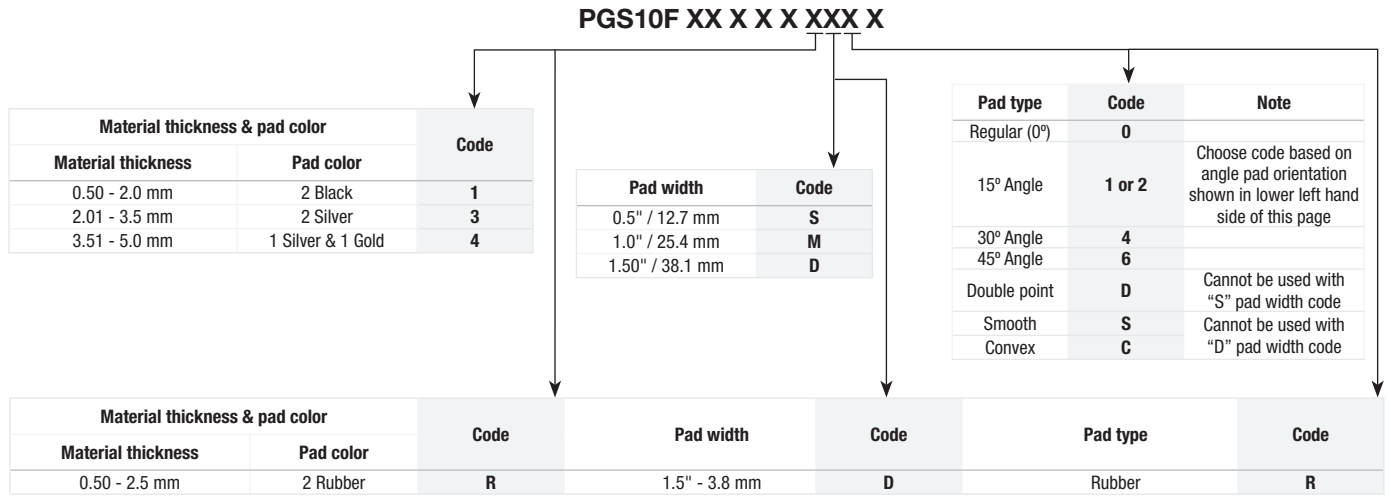 PGS10F XX X X X XXX X
Material thickness & pad color
Code
Material thickness
Pad color
0.50 - 2.0 mm 2 Black 1
2.01 - 3.5 mm 2 Silver 3
3.51 - 5.0 mm 1 Silver & 1 Gold 4
Pad width Code
0.5" / 12.7 mm S
1.0" / 25.4 mm M
1.50" / 38.1 mm D
Pad type Code Note
Regular (0º) 0
15º Angle 1 or 2
Choose code based on
angle pad orientation
shown in lower left hand
side of this page
30º Angle 4
45º Angle 6
Double point D
Cannot be used with
“S” pad width code
Smooth S
Convex C
Cannot be used with
“D” pad width code
Material thickness & pad color
Code
Pad width
Code
Pad type
Code
Material thickness
Pad color
0.50 - 2.5 mm 2 Rubber R 1.5" - 3.8 mm D Rubber R